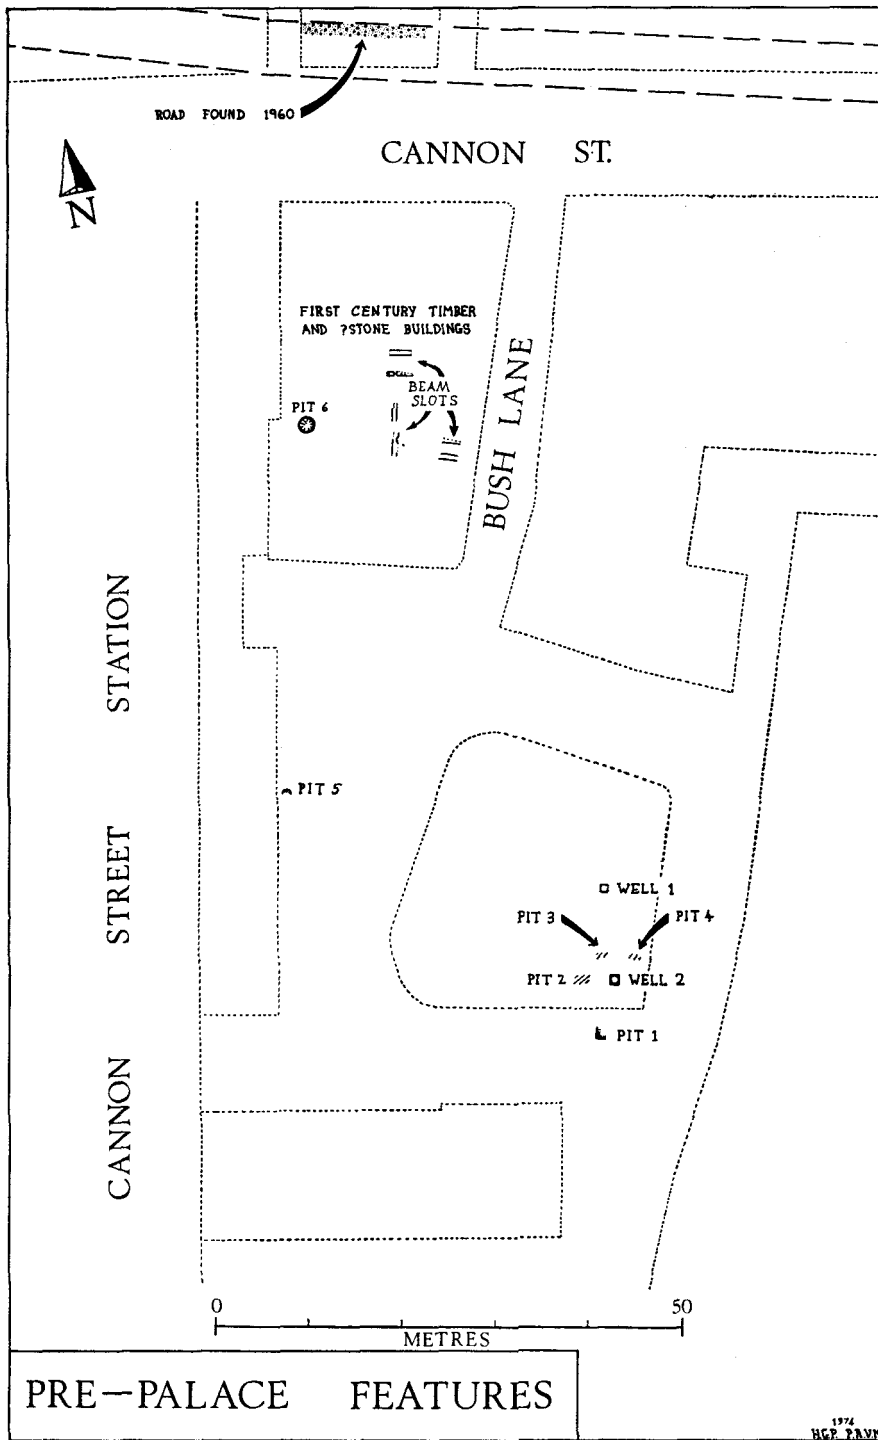 ROAD FOUND 1960
CANNON ST.
N
FIRST CENTURY TIMBER
AND ?STONE BUILDINGS
BEAM
SLOTS
PIT 6
BUSH LANE
CANNON STREET STATION
PIT 5
WELL 1
PIT 3
PIT 4
PIT 2
WELL 2
PIT 1
0
50
METRES
PRE—PALACE FEATURES
1974